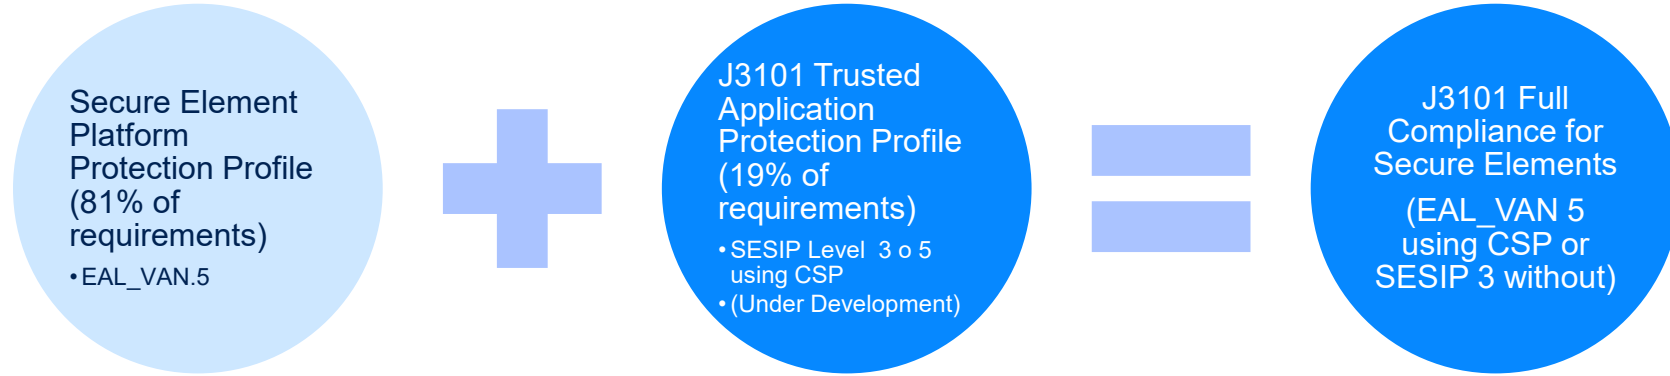 Secure Element
Platform
Protection Profile
(81% of
requirements)
• EAL_VAN.5
J3101 Trusted
Application
Protection Profile
(19% of
requirements)
• SESIP Level  3 o 5
using CSP
• (Under Development)
J3101 Full
Compliance for
Secure Elements
(EAL_VAN 5
using CSP or
SESIP 3 without)